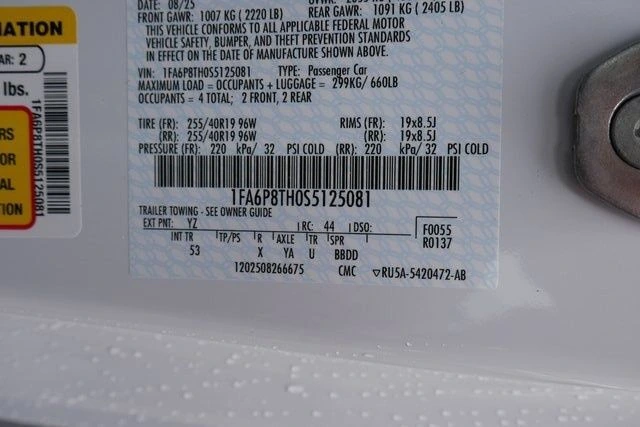 DATE: 08/25
FRONT GAWR: 1007 KG ( 2220 LB) REAR GAWR: 1091 KG ( 2405 LB)
THIS VEHICLE CONFORMS TO ALL APPLICABLE FEDERAL MOTOR
VEHICLE SAFETY, BUMPER, AND THEFT PREVENTION STANDARDS
IN EFFECT ON THE DATE OF MANUFACTURE SHOWN ABOVE.
VIN: 1FA6P8TH0S5125081 TYPE: Passenger Car
MAXIMUM LOAD = OCCUPANTS + LUGGAGE = 299KG/ 660LB
OCCUPANTS = 4 TOTAL; 2 FRONT, 2 REAR
TIRE (FR): 255/40R19 96W RIMS (FR): 19x8.5J
(RR): 255/40R19 96W (RR): 19x8.5J
PRESSURE (FR): 220 kPa/ 32 PSI COLD (RR): 220 kPa/ 32 PSI COLD
1FA6P8TH0S5125081
TRAILER TOWING - SEE OWNER GUIDE
EXT PNT: YZ RC: 44 DSO: F0055
R0137
INT TR TP/PS R AXLE TR SPR
53 X YA U BBDD
1202508266675 CMC RU5A-5420472-AB
MATION
AR: 2
lbs.
RS
OR
AL
S
1FA6P8TH0S5125081